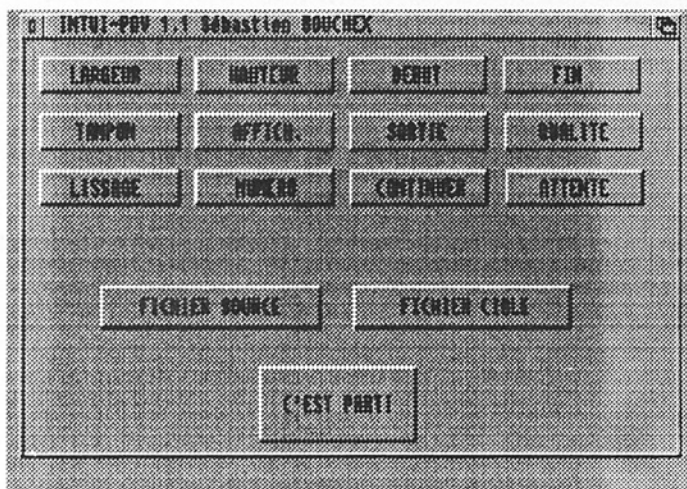 INTUI-POV 1.1 Sébastien BOUCHEX
LARGEUR HAUTEUR DEBUT FIN
TAMPON AFFICH. SORTIE QUALITE
LISSAGE NUMERO CONTINUER ATTENTE
FICHIER SOURCE FICHIER CIBLE
C'EST PARTI